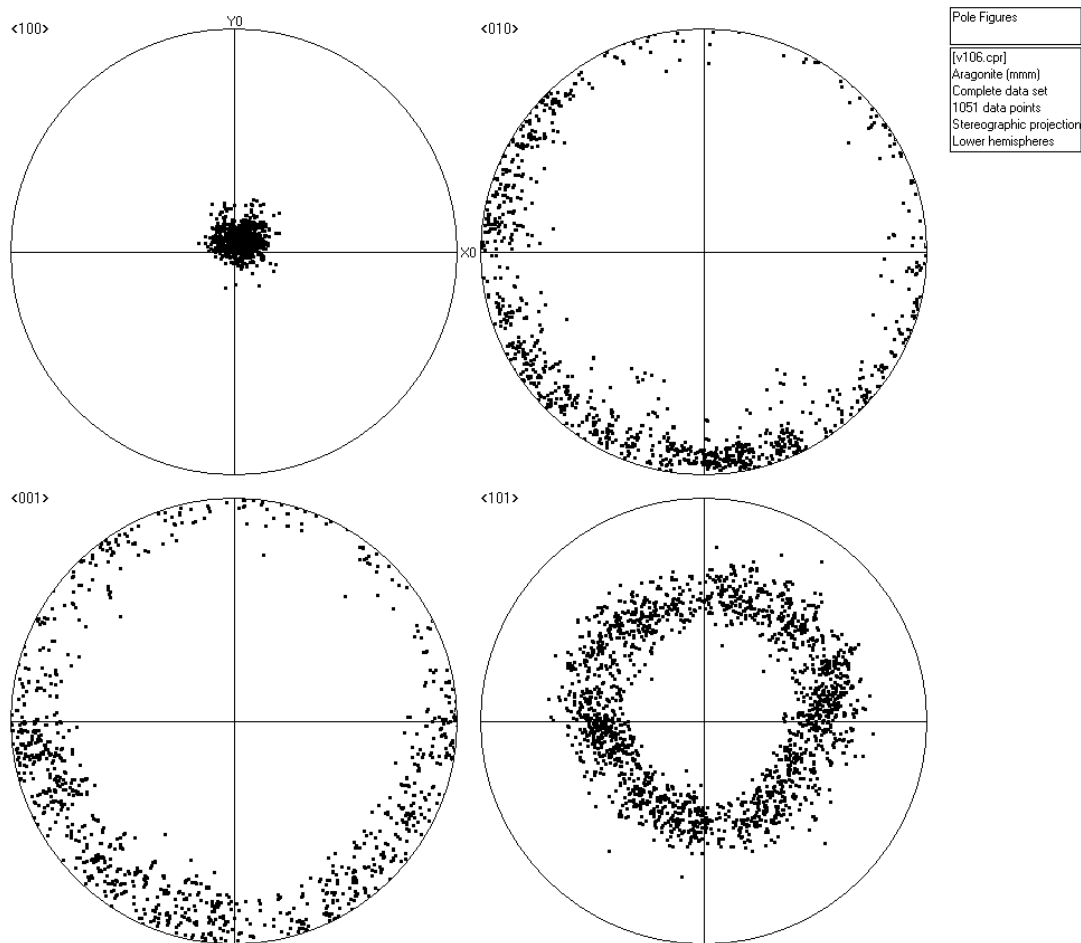 <100>
Y0
X0
<010>
<001>
<101>
Pole Figures
[v106.cpr]
Aragonite (mmm)
Complete data set
1051 data points
Stereographic projection
Lower hemispheres